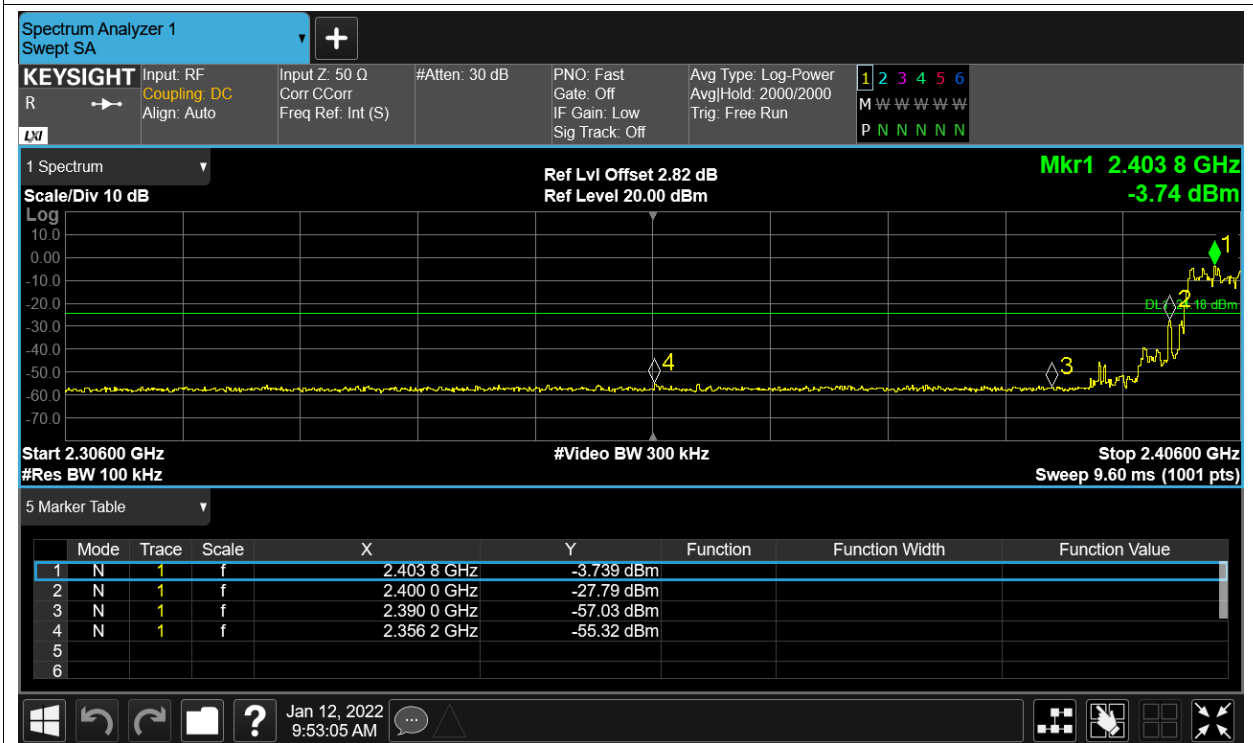 Spectrum Analyzer 1
Swept SA
+
KEYSIGHT Input: RF Input Z: 50 Ω #Atten: 30 dB PNO: Fast Avg Type: Log-Power 1 2 3 4 5 6
R Coupling: DC Corr CCorr Gate: Off Avg|Hold: 2000/2000 M W W W W W
Align: Auto Freq Ref: Int (S) IF Gain: Low Trig: Free Run
LXI Sig Track: Off P N N N N N
1 Spectrum Ref Lvl Offset 2.82 dB Mkr1 2.403 8 GHz
Scale/Div 10 dB Ref Level 20.00 dBm -3.74 dBm
Log
10.0
1
0.00
-10.0
-20.0
2
-30.0
-40.0
4
3
-50.0
-60.0
-70.0
Start 2.30600 GHz #Video BW 300 kHz Stop 2.40600 GHz
#Res BW 100 kHz Sweep 9.60 ms (1001 pts)
5 Marker Table
Mode Trace Scale X Y Function Function Width Function Value
1 N 1 f 2.403 8 GHz -3.739 dBm
2 N 1 f 2.400 0 GHz -27.79 dBm
3 N 1 f 2.390 0 GHz -57.03 dBm
4 N 1 f 2.356 2 GHz -55.32 dBm
5
6
? Jan 12, 2022
9:53:05 AM